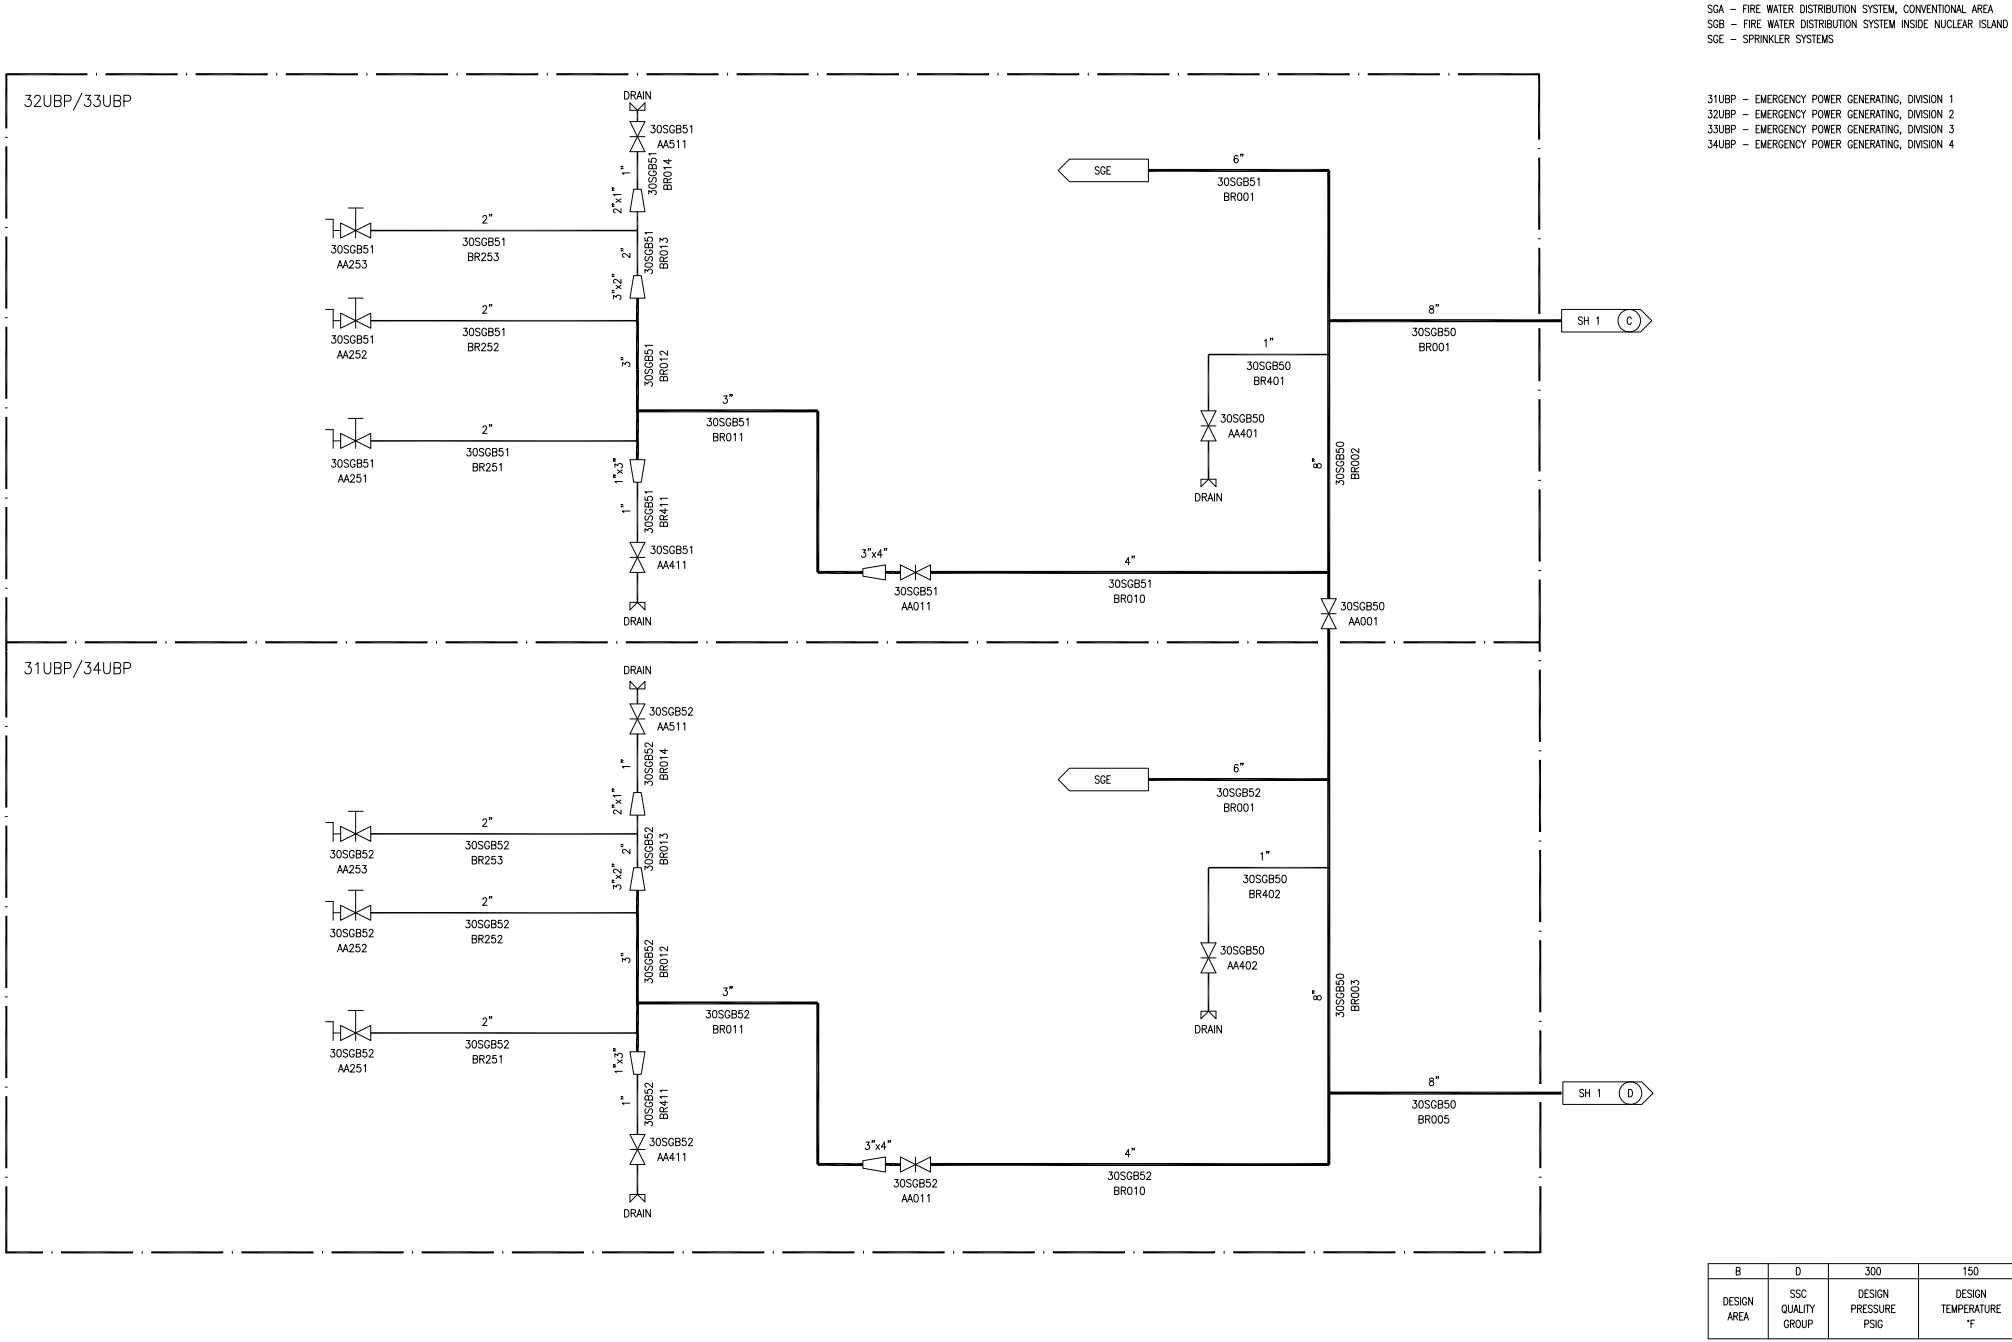 SGA – FIRE WATER DISTRIBUTION SYSTEM, CONVENTIONAL AREA
SGB – FIRE WATER DISTRIBUTION SYSTEM INSIDE NUCLEAR ISLAND
SGE – SPRINKLER SYSTEMS
31UBP – EMERGENCY POWER GENERATING, DIVISION 1
32UBP – EMERGENCY POWER GENERATING, DIVISION 2
33UBP – EMERGENCY POWER GENERATING, DIVISION 3
34UBP – EMERGENCY POWER GENERATING, DIVISION 4
32UBP/33UBP
DRAIN
30SGB51
AA511
1"
30SGB51
BR014
2"x1"
2"
30SGB51
BR253
30SGB51
AA253
2"
30SGB51
BR013
3"x2"
2"
30SGB51
BR252
30SGB51
AA252
3"
30SGB51
BR012
3"
30SGB51
BR011
2"
30SGB51
BR251
30SGB51
AA251
1"x3"
1"
30SGB51
BR411
30SGB51
AA411
DRAIN
SGE
6"
30SGB51
BR001
8"
30SGB50
BR001
SH 1
C
1"
30SGB50
BR401
30SGB50
AA401
DRAIN
8"
30SGB50
BR002
3"x4"
30SGB51
AA011
4"
30SGB51
BR010
30SGB50
AA001
31UBP/34UBP
DRAIN
30SGB52
AA511
1"
30SGB52
BR014
2"x1"
2"
30SGB52
BR253
30SGB52
AA253
2"
30SGB52
BR013
3"x2"
2"
30SGB52
BR252
30SGB52
AA252
3"
30SGB52
BR012
3"
30SGB52
BR011
2"
30SGB52
BR251
30SGB52
AA251
1"x3"
1"
30SGB52
BR411
30SGB52
AA411
DRAIN
SGE
6"
30SGB52
BR001
1"
30SGB50
BR402
30SGB50
AA402
DRAIN
8"
30SGB50
BR003
8"
30SGB50
BR005
SH 1
D
3"x4"
30SGB52
AA011
4"
30SGB52
BR010
B D 300 150
DESIGN AREA
SSC QUALITY GROUP
DESIGN PRESSURE PSIG
DESIGN TEMPERATURE °F